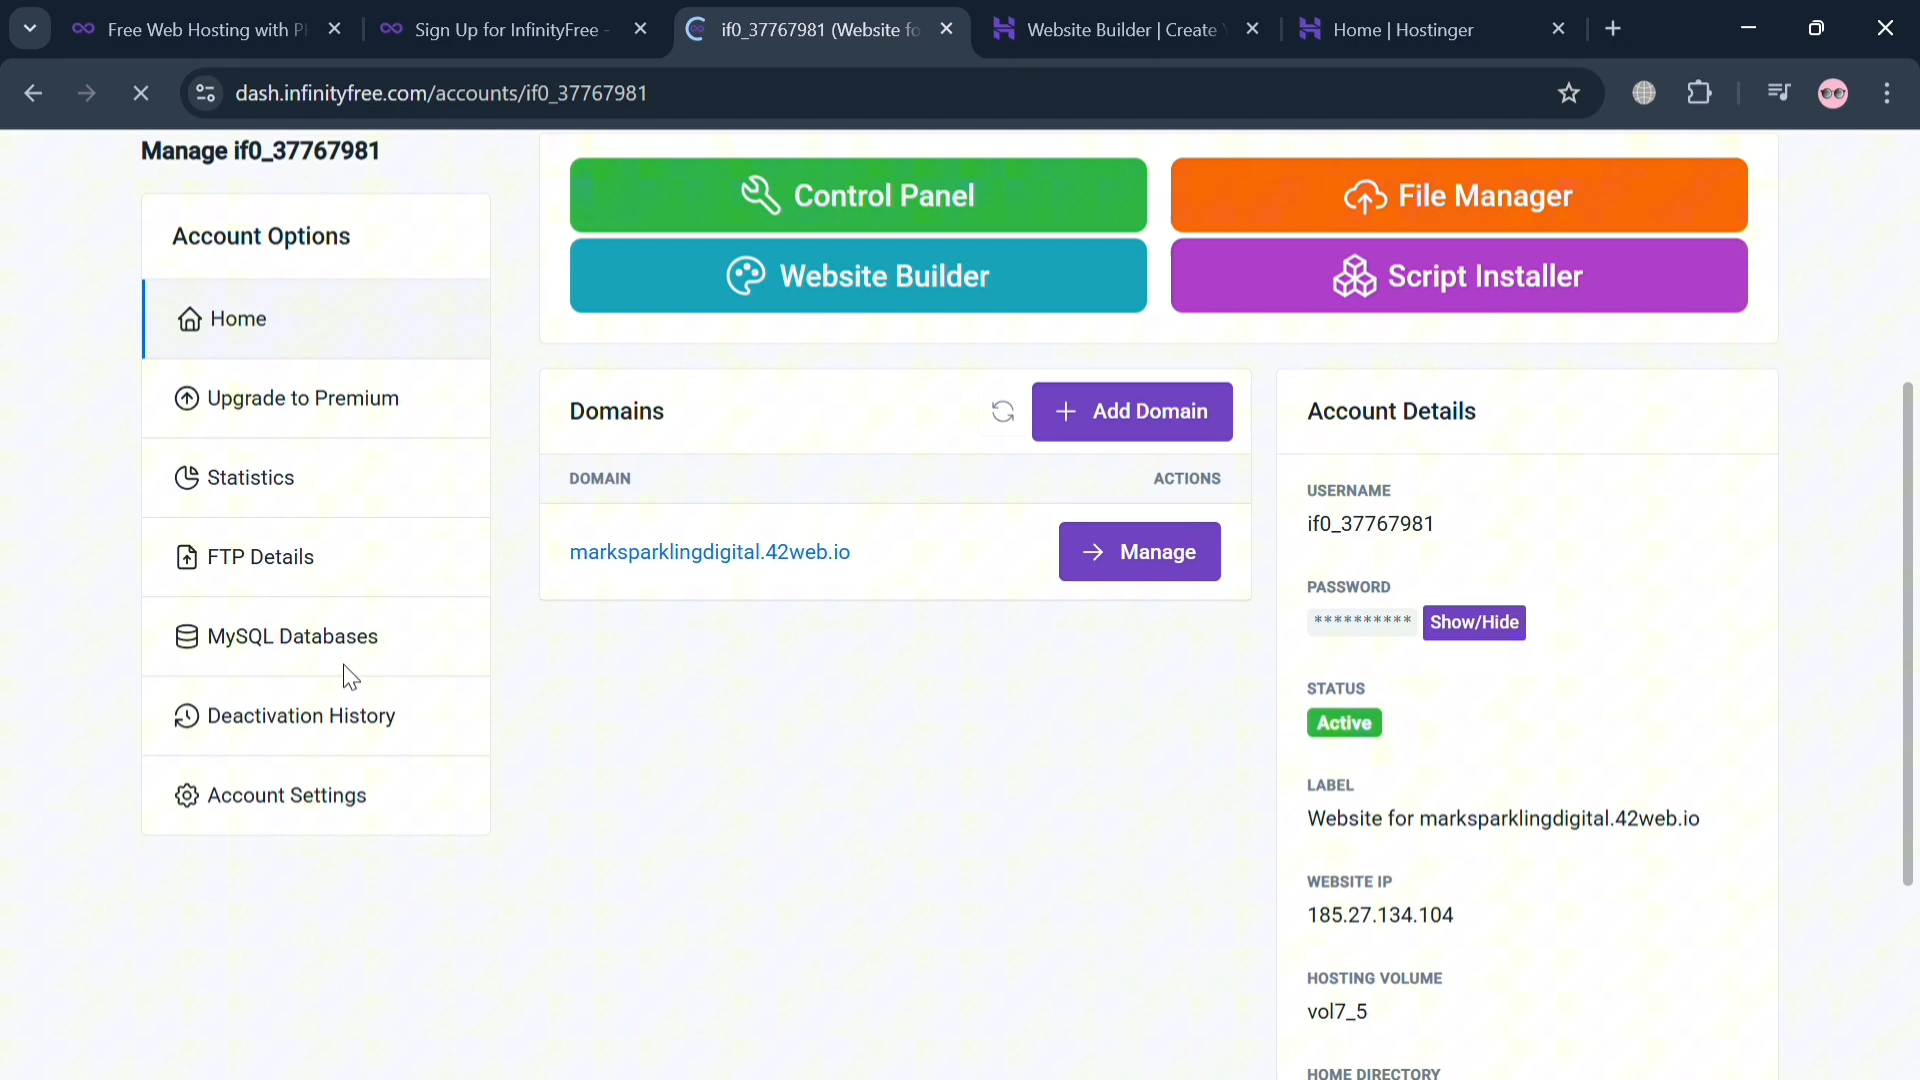 Free Web Hosting with P
Sign Up for InfinityFree -
if0_37767981 (Website fo
Website Builder | Create
Home | Hostinger
dash.infinityfree.com/accounts/if0_37767981
Manage if0_37767981
Account Options
Home
Upgrade to Premium
Statistics
FTP Details
MySQL Databases
Deactivation History
Account Settings
Control Panel
File Manager
Website Builder
Script Installer
Domains
Add Domain
DOMAIN
ACTIONS
marksparklingdigital.42web.io
Manage
Account Details
USERNAME
if0_37767981
PASSWORD
**********
Show/Hide
STATUS
Active
LABEL
Website for marksparklingdigital.42web.io
WEBSITE IP
185.27.134.104
HOSTING VOLUME
vol7_5
HOME DIRECTORY